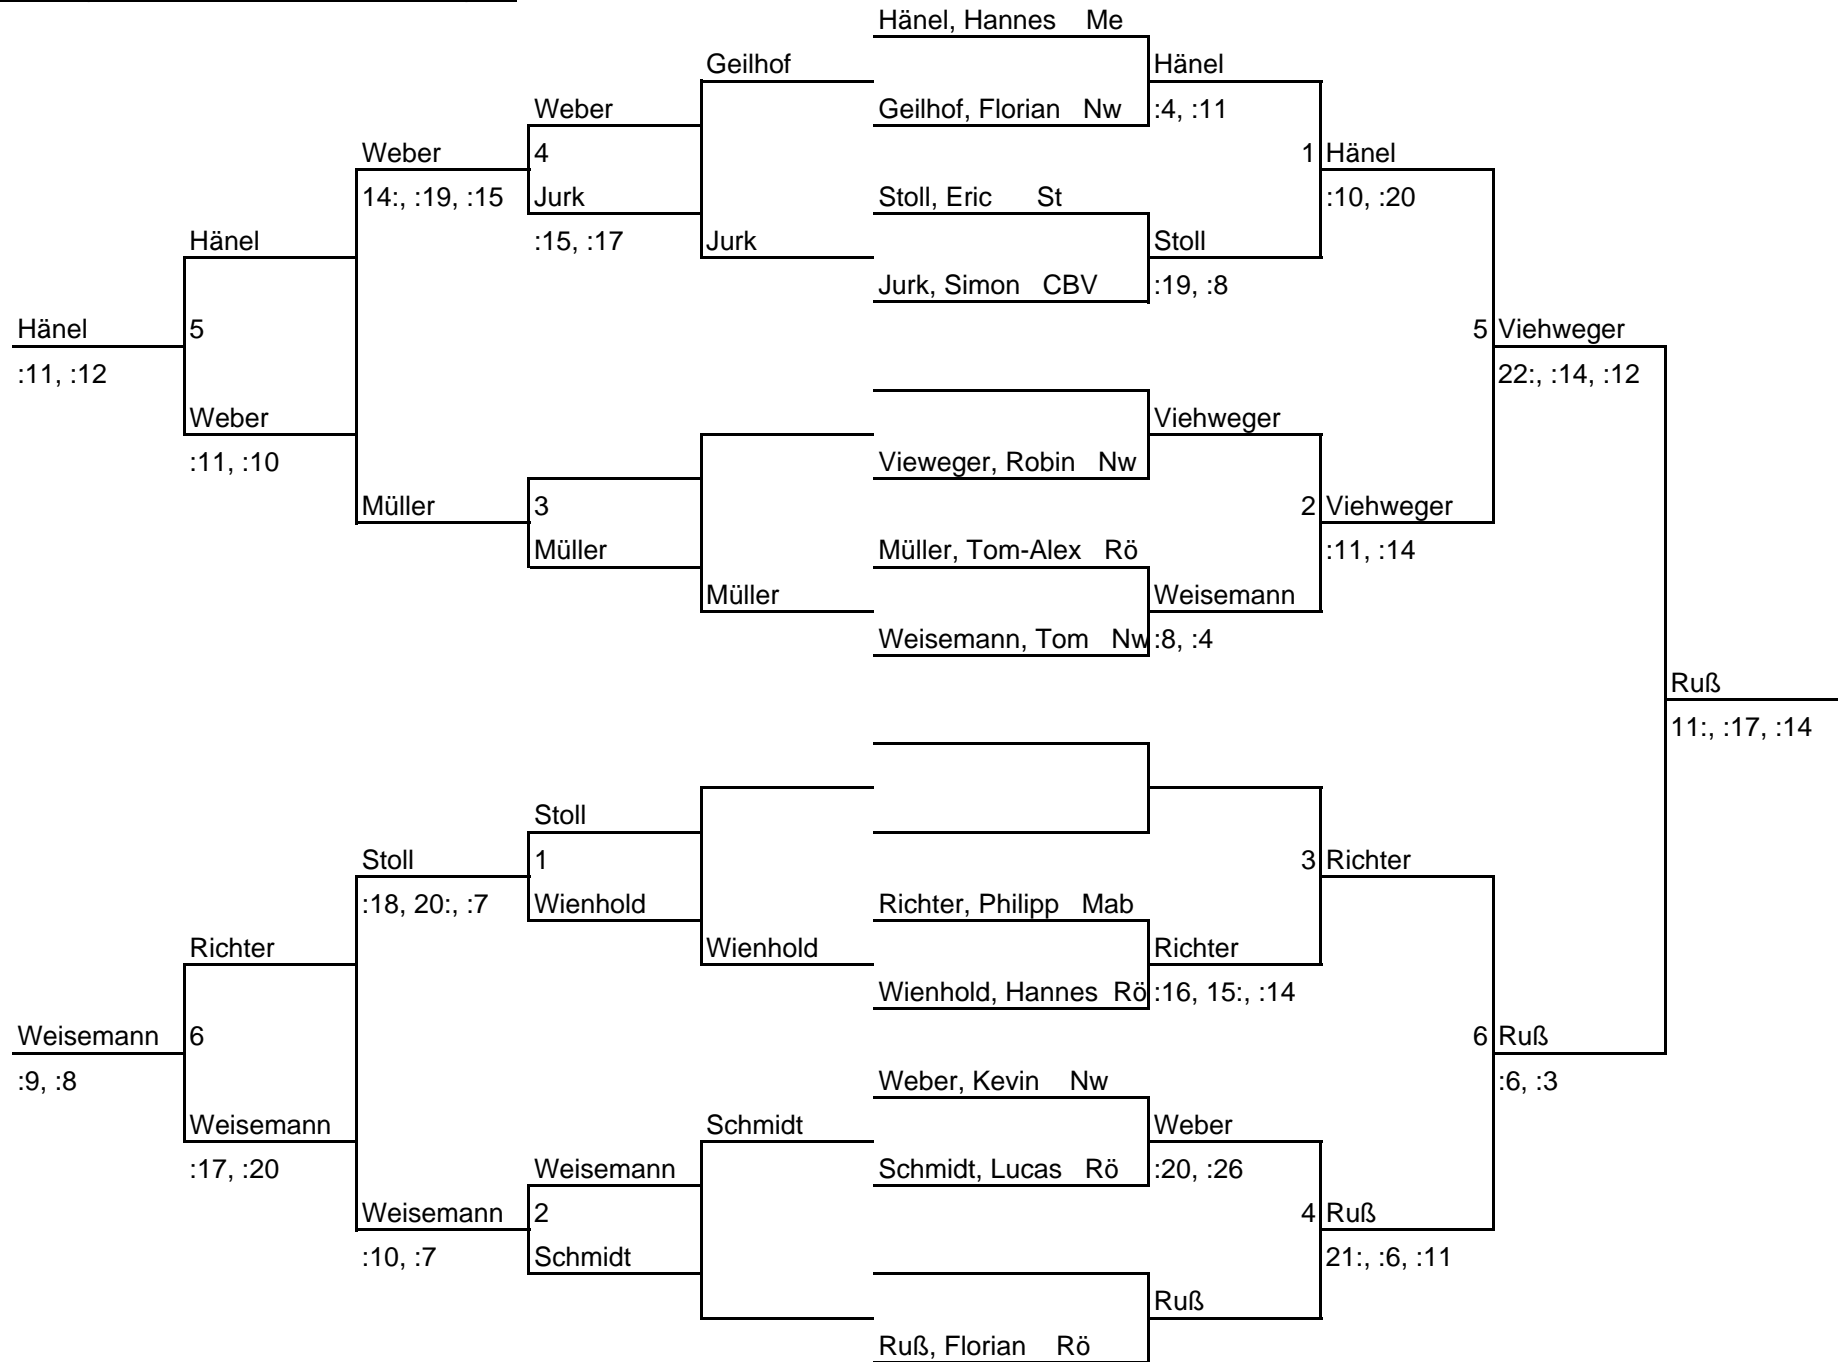 Hänel, Hannes Me
Geilhof Hänel
Weber Geilhof, Florian Nw :4, :11
Weber 4 1 Hänel
14:, :19, :15 Jurk Stoll, Eric St :10, :20
Hänel :15, :17 Jurk Stoll
Jurk, Simon CBV :19, :8
Hänel 5 5 Viehweger
:11, :12 22:, :14, :12
Weber Viehweger
:11, :10 Vieweger, Robin Nw
Müller 3 2 Viehweger
Müller Müller, Tom-Alex Rö :11, :14
Müller Weisemann
Weisemann, Tom Nw :8, :4
Ruß
11:, :17, :14
Stoll
Stoll 1 3 Richter
:18, 20:, :7 Wienhold Richter, Philipp Mab
Richter Wienhold Richter
Wienhold, Hannes Rö :16, 15:, :14
Weisemann 6 6 Ruß
:9, :8 Weber, Kevin Nw :6, :3
Weisemann Schmidt Weber
:17, :20 Weisemann Schmidt, Lucas Rö :20, :26
Weisemann 2 4 Ruß
:10, :7 Schmidt 21:, :6, :11
Ruß
Ruß, Florian Rö